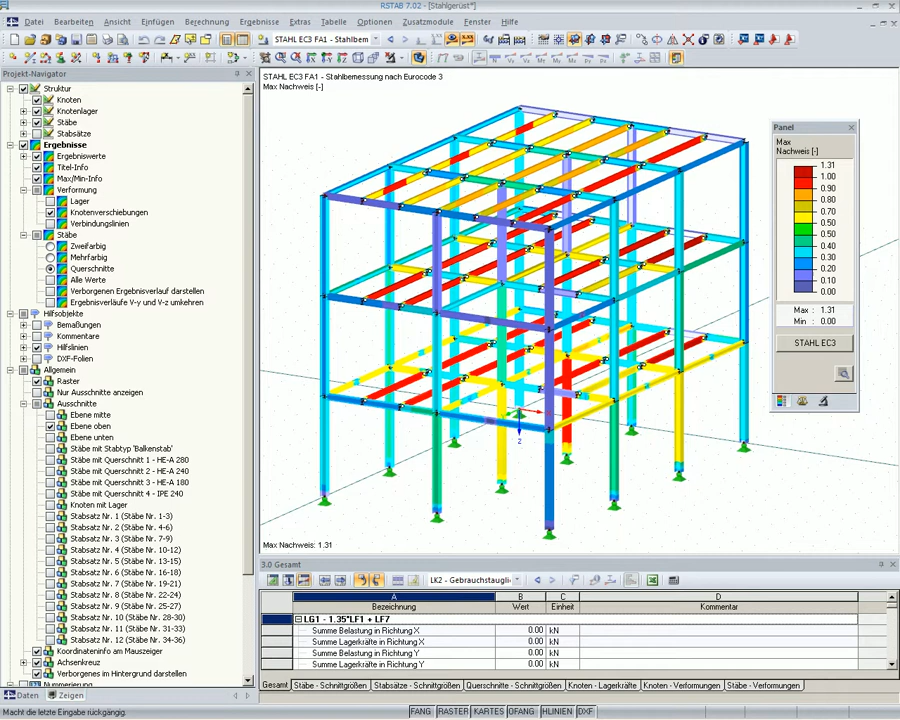 RSTAB 7.02 - [Stahlgerüst*]
Datei Bearbeiten Ansicht Einfügen Berechnung Ergebnisse Extras Tabelle Optionen Zusatzmodule Fenster Hilfe
STAHL EC3 FA1 - Stahlbem
Projekt-Navigator
Struktur
Knoten
Knotenlager
Stäbe
Stabsätze
Ergebnisse
Ergebniswerte
Titel-Info
Max/Min-Info
Verformung
Lager
Knotenverschiebungen
Verbindungslinien
Stäbe
Zweifarbig
Mehrfarbig
Querschnitte
Alle Werte
Verborgenen Ergebnisverlauf darstellen
Ergebnisverläufe V-y und V-z umkehren
Hilfsobjekte
Bemaßungen
Kommentare
Hilfslinien
DXF-Folien
Allgemein
Raster
Nur Ausschnitte anzeigen
Ausschnitte
Ebene mitte
Ebene oben
Ebene unten
Stäbe mit Stabtyp 'Balkenstab'
Stäbe mit Querschnitt 1 - HE-A 280
Stäbe mit Querschnitt 2 - HE-A 240
Stäbe mit Querschnitt 3 - HE-A 180
Stäbe mit Querschnitt 4 - IPE 240
Knoten mit Lager
Stabsatz Nr. 1 (Stäbe Nr. 1-3)
Stabsatz Nr. 2 (Stäbe Nr. 4-6)
Stabsatz Nr. 3 (Stäbe Nr. 7-9)
Stabsatz Nr. 4 (Stäbe Nr. 10-12)
Stabsatz Nr. 5 (Stäbe Nr. 13-15)
Stabsatz Nr. 6 (Stäbe Nr. 16-18)
Stabsatz Nr. 7 (Stäbe Nr. 19-21)
Stabsatz Nr. 8 (Stäbe Nr. 22-24)
Stabsatz Nr. 9 (Stäbe Nr. 25-27)
Stabsatz Nr. 10 (Stäbe Nr. 28-30)
Stabsatz Nr. 11 (Stäbe Nr. 31-33)
Stabsatz Nr. 12 (Stäbe Nr. 34-36)
Koordinateninfo am Mauszeiger
Achsenkreuz
Verborgenes im Hintergrund darstellen
Nummerierung
Daten Zeigen
STAHL EC3 FA1 - Stahlbemessung nach Eurocode 3
Max Nachweis [-]
Z
Max Nachweis: 1.31
Panel
Max
Nachweis [-]
1.31
1.00
0.90
0.80
0.70
0.60
0.50
0.40
0.30
0.20
0.10
0.00
Max : 1.31
Min : 0.00
STAHL EC3
3.0 Gesamt
LK2 - Gebrauchstauglic
A B C D
Bezeichnung Wert Einheit Kommentar
LG1 - 1.35*LF1 + LF7
Summe Belastung in Richtung X 0.00 kN
Summe Lagerkräfte in Richtung X 0.00 kN
Summe Belastung in Richtung Y 0.00 kN
Summe Lagerkräfte in Richtung Y 0.00 kN
Gesamt Stäbe - Schnittgrößen Stabsätze - Schnittgrößen Querschnitte - Schnittgrößen Knoten - Lagerkräfte Knoten - Verformungen Stäbe - Verformungen
Macht die letzte Eingabe rückgängig.
FANG RASTER KARTES OFANG HLINIEN DXF